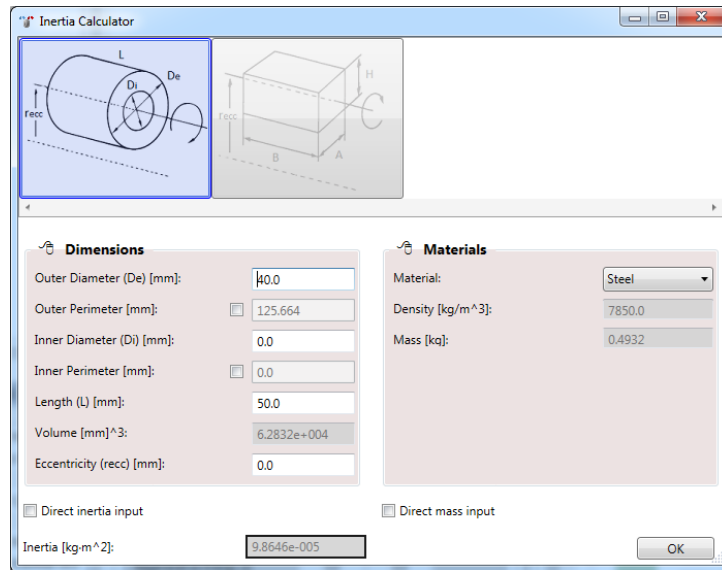 Inertia Calculator
L
De
Di
recc
H
recc
B
A
Dimensions
Outer Diameter (De) [mm]:
40.0
Outer Perimeter [mm]:
125.664
Inner Diameter (Di) [mm]:
0.0
Inner Perimeter [mm]:
0.0
Length (L) [mm]:
50.0
Volume [mm]^3:
6.2832e+004
Eccentricity (recc) [mm]:
0.0
Materials
Material:
Steel
Density [kg/m^3]:
7850.0
Mass [kg]:
0.4932
Direct inertia input
Direct mass input
Inertia [kg·m^2]:
9.8646e-005
OK